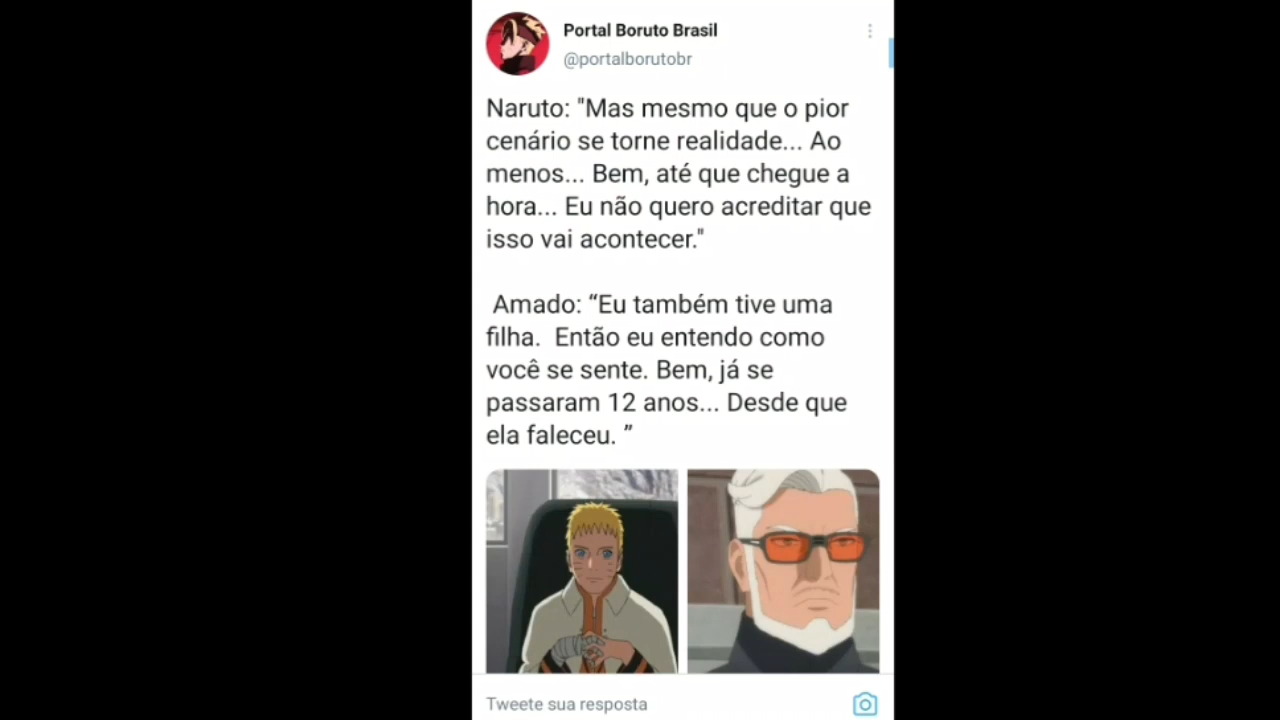 Portal Boruto Brasil
@portalborutobr
Naruto: "Mas mesmo que o pior
cenário se torne realidade... Ao
menos... Bem, até que chegue a
hora... Eu não quero acreditar que
isso vai acontecer."
Amado: “Eu também tive uma
filha.  Então eu entendo como
você se sente. Bem, já se
passaram 12 anos... Desde que
ela faleceu. ”
Tweete sua resposta